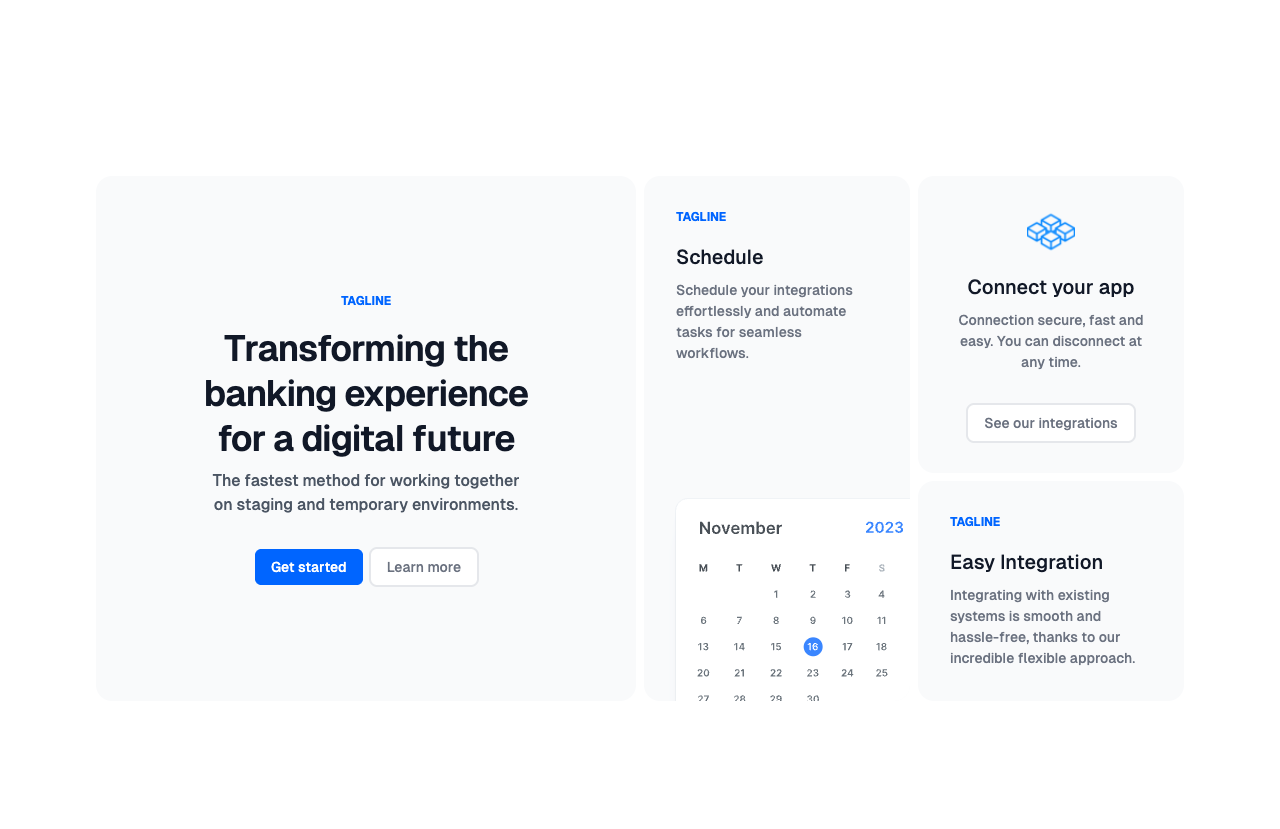 TAGLINE
Transforming the
banking experience
for a digital future
The fastest method for working together
on staging and temporary environments.
Get started
Learn more
TAGLINE
Schedule
Schedule your integrations
effortlessly and automate
tasks for seamless
workflows.
November 2023
M T W T F S
1 2 3 4
6 7 8 9 10 11
13 14 15 16 17 18
20 21 22 23 24 25
27 28 29 30
Connect your app
Connection secure, fast and
easy. You can disconnect at
any time.
See our integrations
TAGLINE
Easy Integration
Integrating with existing
systems is smooth and
hassle-free, thanks to our
incredible flexible approach.